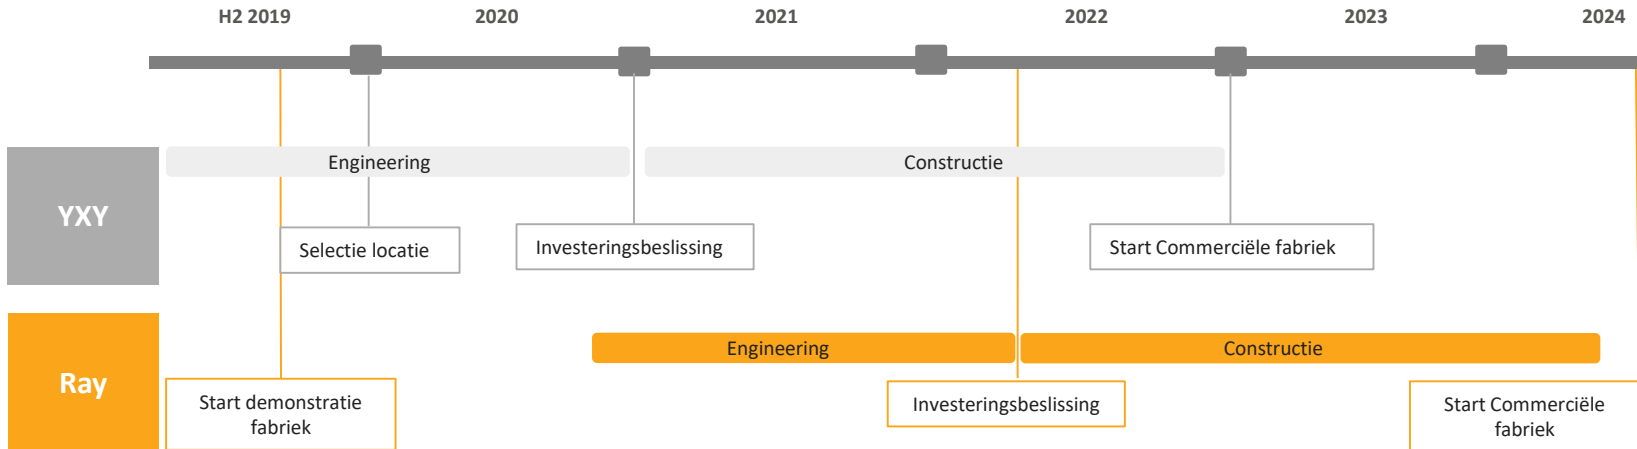 H2 2019
2020
2021
2022
2023
2024
YXY
Engineering
Constructie
Selectie locatie
Investeringsbeslissing
Start Commerciële fabriek
Ray
Engineering
Constructie
Start demonstratie
fabriek
Investeringsbeslissing
Start Commerciële
fabriek